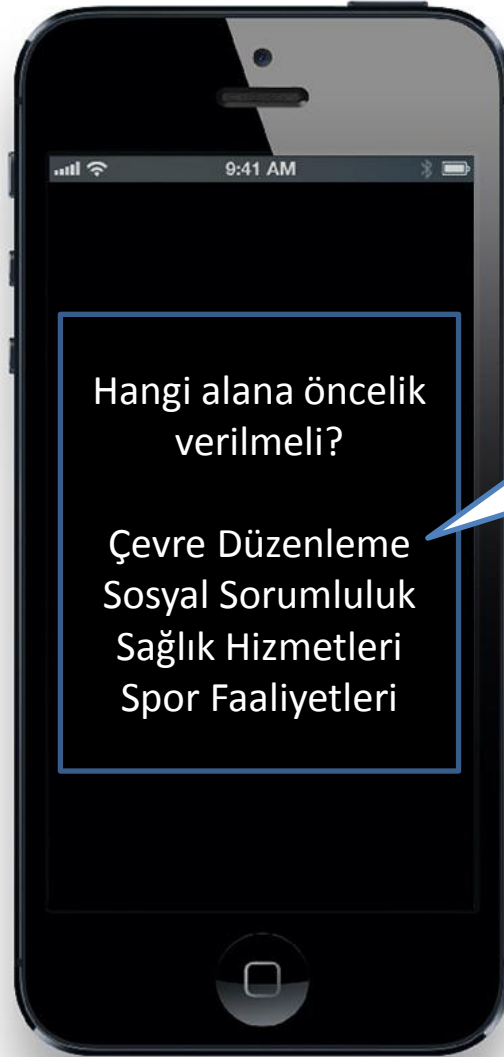 9:41 AM
Hangi alana öncelik
verilmeli?
Çevre Düzenleme
Sosyal Sorumluluk
Sağlık Hizmetleri
Spor Faaliyetleri